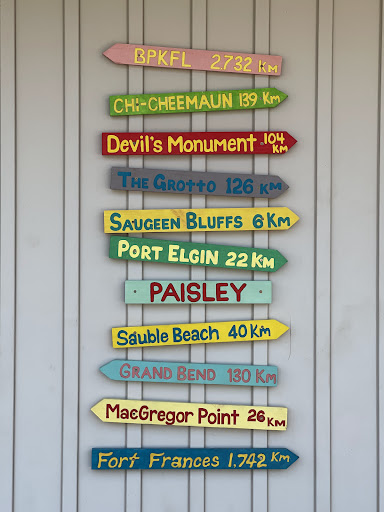 BPKFL 2,732 Km
CHI-CHEEMAUN 139 Km
Devil's Monument 104 KM
The Grotto 126 KM
SAUGEEN BLUFFS 6 Km
Port Elgin 22 Km
PAISLEY
Sauble Beach 40 Km
GRAND BEND 130 Km
MacGregor Point 26 Km
Fort Frances 1,742 Km